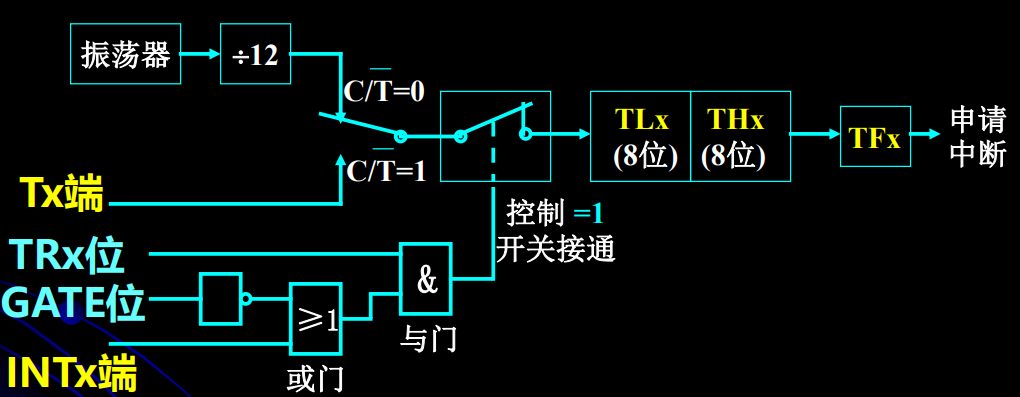 振荡器
÷12
C/T̅=0
C/T̅=1
TLx
(8位)
THx
(8位)
TFx
申请
中断
Tx端
控制 =1
开关接通
TRx位
&
GATE位
≥1
与门
INTx端
或门